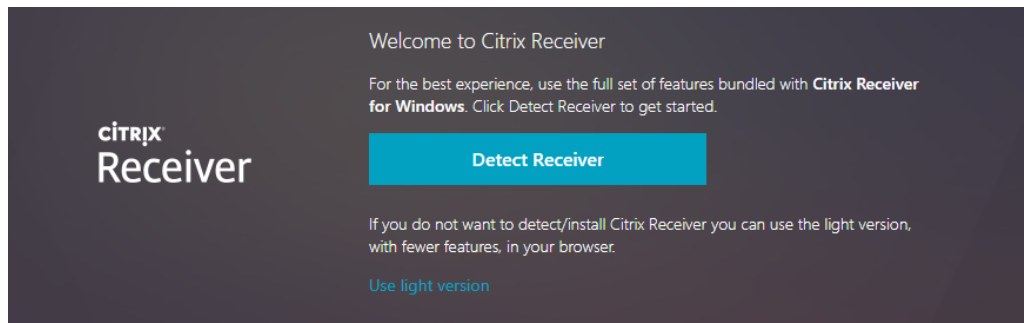 Welcome to Citrix Receiver
For the best experience, use the full set of features bundled with Citrix Receiver
for Windows. Click Detect Receiver to get started.
CİTRIX
Receiver
Detect Receiver
If you do not want to detect/install Citrix Receiver you can use the light version,
with fewer features, in your browser.
Use light version